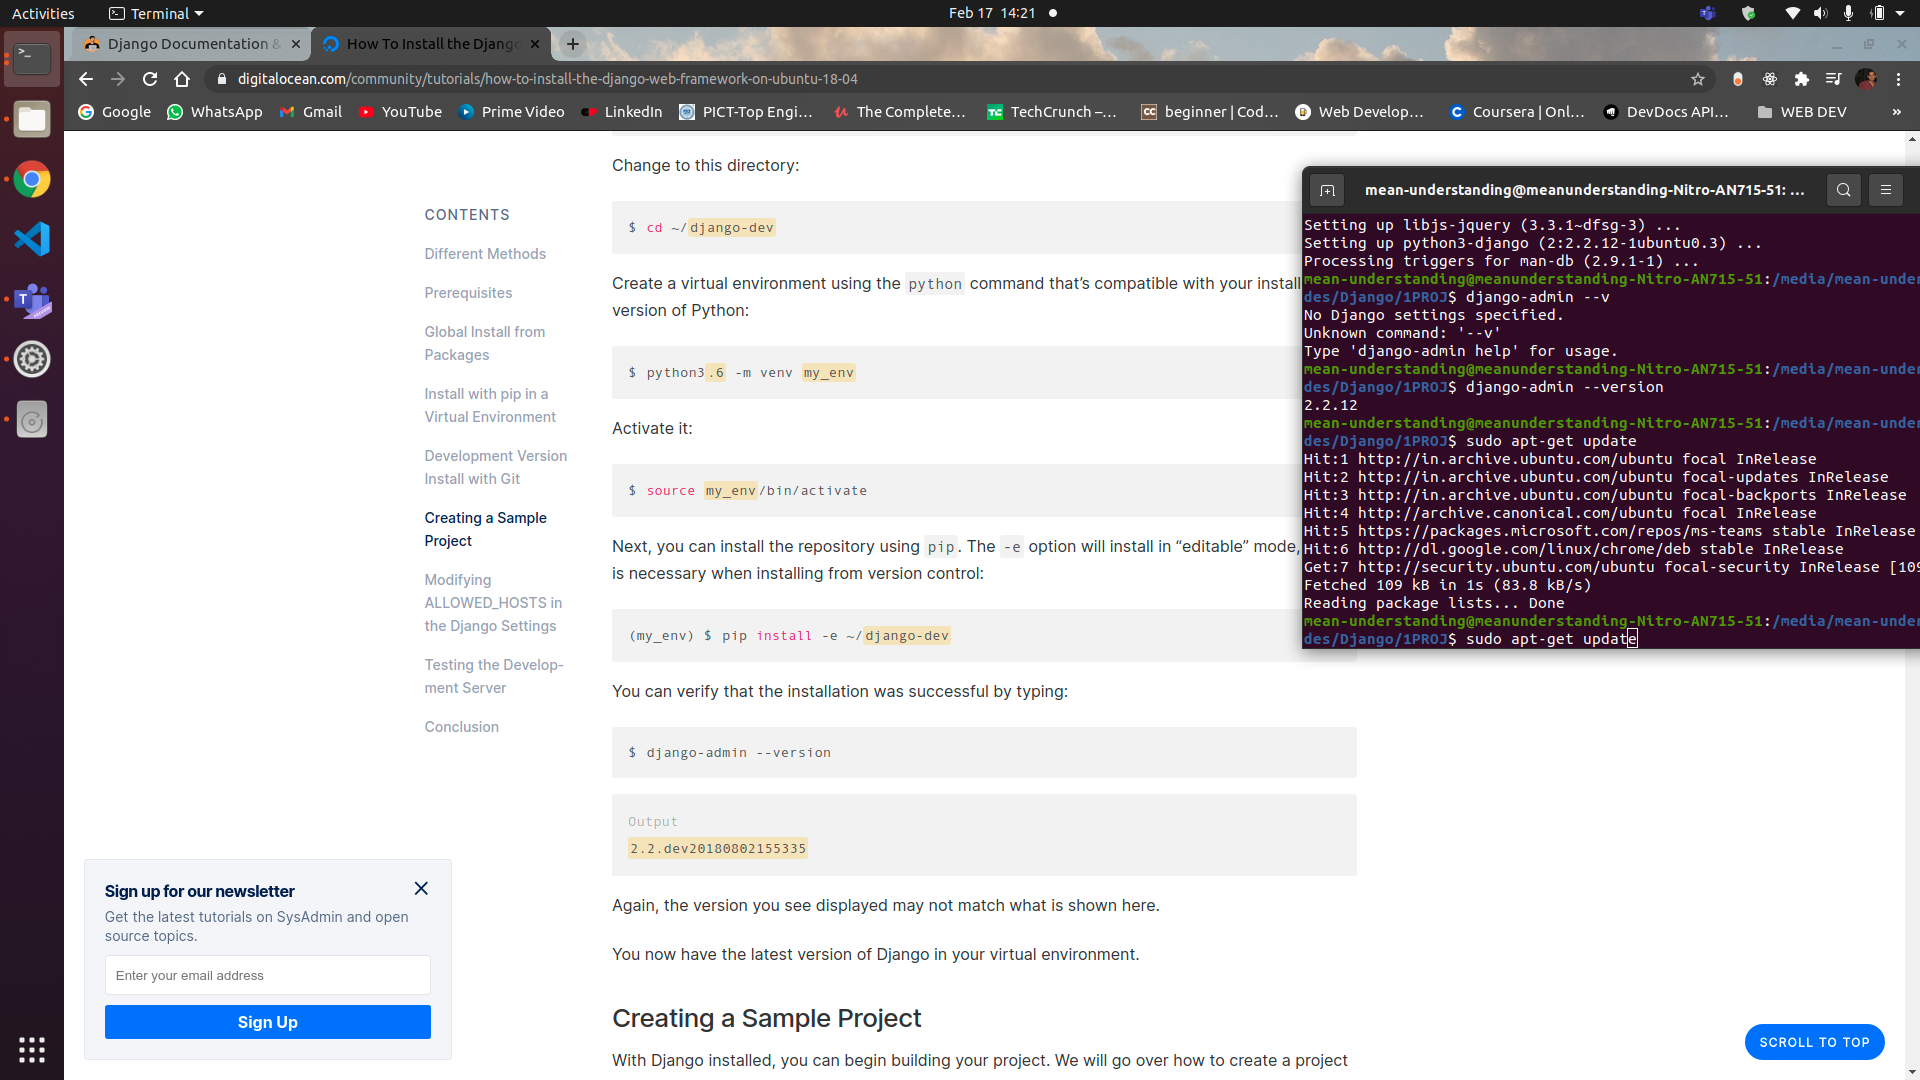 Activities
Terminal
Feb 17 14:21
Django Documentation &
How To Install the Django
digitalocean.com/community/tutorials/how-to-install-the-django-web-framework-on-ubuntu-18-04
Google
WhatsApp
Gmail
YouTube
Prime Video
LinkedIn
PICT-Top Engi...
The Complete...
TechCrunch –...
beginner | Cod...
Web Develop...
Coursera | Onl...
DevDocs API...
WEB DEV
»
CONTENTS
Different Methods
Prerequisites
Global Install from
Packages
Install with pip in a
Virtual Environment
Development Version
Install with Git
Creating a Sample
Project
Modifying
ALLOWED_HOSTS in
the Django Settings
Testing the Develop-
ment Server
Conclusion
Change to this directory:
$ cd ~/django-dev
Create a virtual environment using the python command that’s compatible with your install
version of Python:
$ python3.6 -m venv my_env
Activate it:
$ source my_env/bin/activate
Next, you can install the repository using pip. The -e option will install in “editable” mode,
is necessary when installing from version control:
(my_env) $ pip install -e ~/django-dev
You can verify that the installation was successful by typing:
$ django-admin --version
Output
2.2.dev20180802155335
Again, the version you see displayed may not match what is shown here.
You now have the latest version of Django in your virtual environment.
Creating a Sample Project
With Django installed, you can begin building your project. We will go over how to create a project
mean-understanding@meanunderstanding-Nitro-AN715-51: ...
Setting up libjs-jquery (3.3.1~dfsg-3) ...
Setting up python3-django (2:2.2.12-1ubuntu0.3) ...
Processing triggers for man-db (2.9.1-1) ...
mean-understanding@meanunderstanding-Nitro-AN715-51:/media/mean-unde
des/Django/1PROJ$ django-admin --v
No Django settings specified.
Unknown command: '--v'
Type 'django-admin help' for usage.
mean-understanding@meanunderstanding-Nitro-AN715-51:/media/mean-unde
des/Django/1PROJ$ django-admin --version
2.2.12
mean-understanding@meanunderstanding-Nitro-AN715-51:/media/mean-unde
des/Django/1PROJ$ sudo apt-get update
Hit:1 http://in.archive.ubuntu.com/ubuntu focal InRelease
Hit:2 http://in.archive.ubuntu.com/ubuntu focal-updates InRelease
Hit:3 http://in.archive.ubuntu.com/ubuntu focal-backports InRelease
Hit:4 http://archive.canonical.com/ubuntu focal InRelease
Hit:5 https://packages.microsoft.com/repos/ms-teams stable InRelease
Hit:6 http://dl.google.com/linux/chrome/deb stable InRelease
Get:7 http://security.ubuntu.com/ubuntu focal-security InRelease [109
Fetched 109 kB in 1s (83.8 kB/s)
Reading package lists... Done
mean-understanding@meanunderstanding-Nitro-AN715-51:/media/mean-unde
des/Django/1PROJ$ sudo apt-get update
Sign up for our newsletter
Get the latest tutorials on SysAdmin and open
source topics.
Enter your email address
Sign Up
SCROLL TO TOP